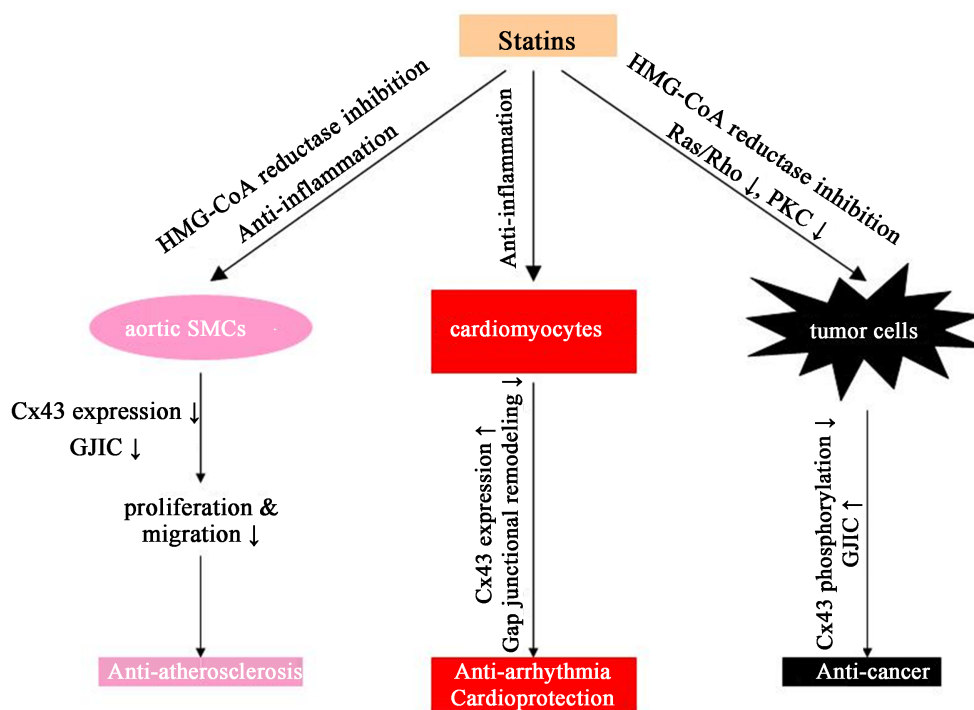 Statins
HMG-CoA reductase inhibition
Anti-inflammation
Anti-inflammation
HMG-CoA reductase inhibition
Ras/Rho ↓, PKC ↓
aortic SMCs
cardiomyocytes
tumor cells
Cx43 expression ↓
GJIC ↓
proliferation &
migration ↓
Cx43 expression ↑
Gap junctional remodeling ↓
Cx43 phosphorylation ↓
GJIC ↑
Anti-atherosclerosis
Anti-arrhythmia
Cardioprotection
Anti-cancer